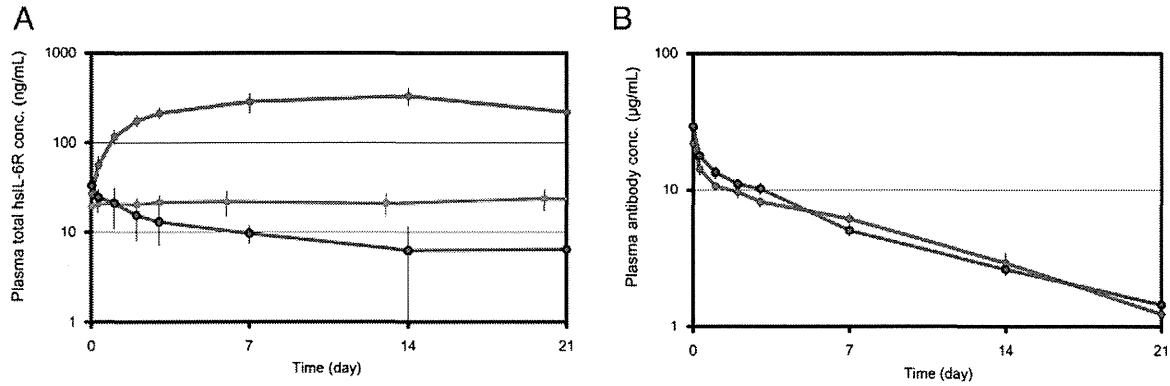 A
Plasma total hsIL-6R conc. (ng/mL)
1000
100
10
1
0
7
14
21
Time (day)
B
Plasma antibody conc. (µg/mL)
100
10
1
0
7
14
21
Time (day)